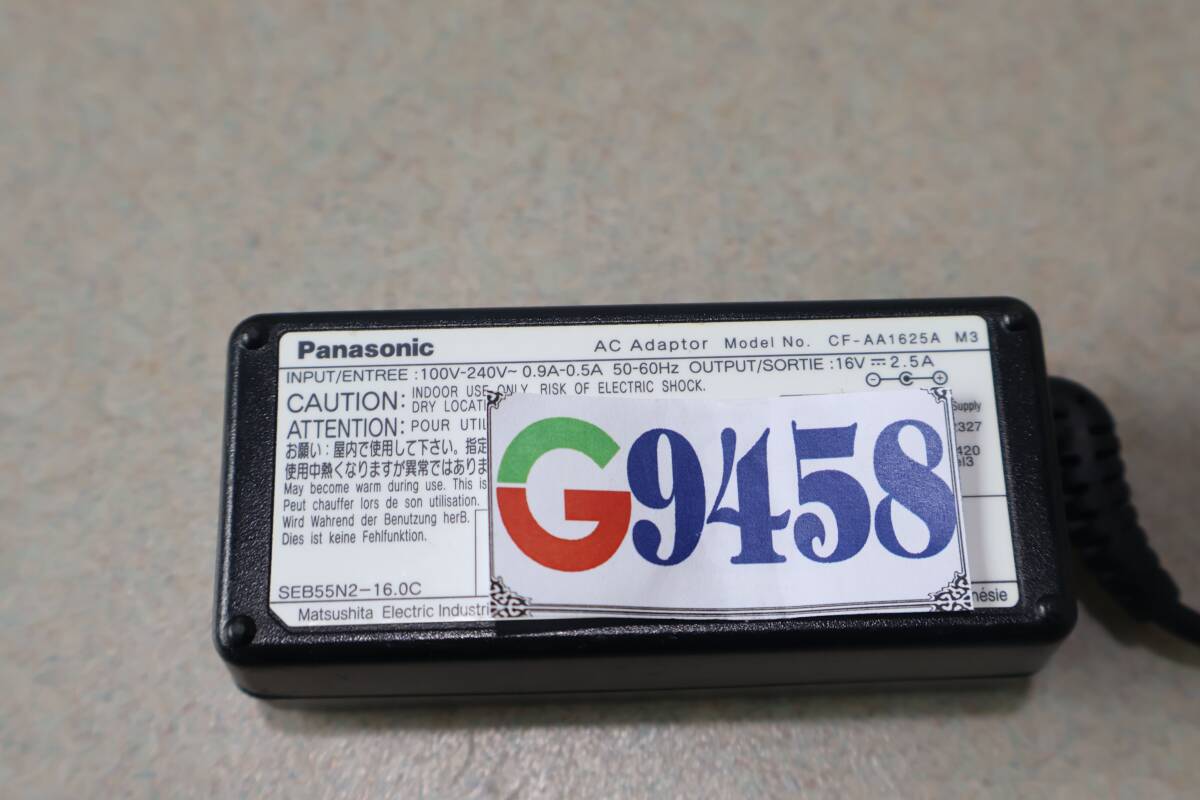 Panasonic AC Adaptor Model No. CF-AA1625A M3
INPUT/ENTREE :100V~240V~ 0.9A-0.5A 50-60Hz OUTPUT/SORTIE :16V 2.5A
CAUTION: INDOOR USE ONLY. RISK OF ELECTRIC SHOCK.
DRY LOCATI
ATTENTION: POUR UTIL
お願い：屋内で使用して下さい。指定
使用中熱くなりますが異常ではありま
May become warm during use. This is
Peut chauffer lors de son utilisation.
Wird Wahrend der Benutzung herB.
Dies ist keine Fehlfunktion.
SEB55N2-16.0C
Matsushita Electric Industri
G9458
Supply
2327
420
el3
nésie